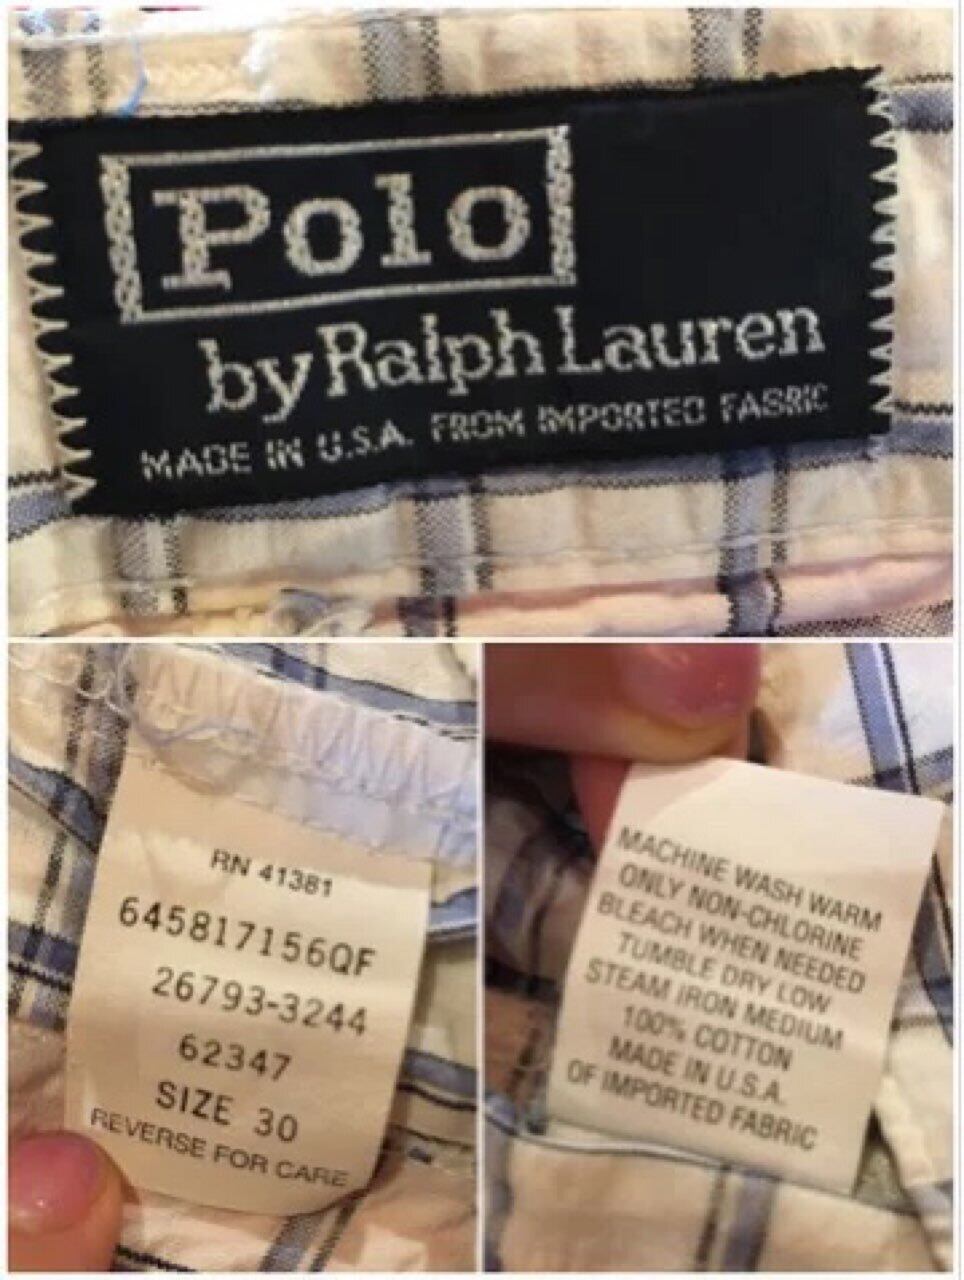 Polo
by Ralph Lauren
MADE IN U.S.A. FROM IMPORTED FABRIC
RN 41381
645817156QF
26793-3244
62347
SIZE 30
REVERSE FOR CARE
MACHINE WASH WARM
ONLY NON-CHLORINE
BLEACH WHEN NEEDED
TUMBLE DRY LOW
STEAM IRON MEDIUM
100% COTTON
MADE IN U.S.A.
OF IMPORTED FABRIC